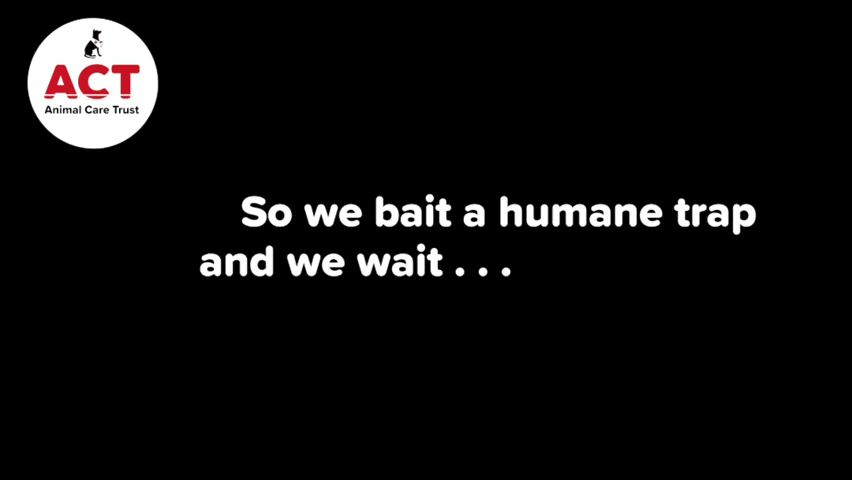 ACT
Animal Care Trust
So we bait a humane trap
and we wait . . .